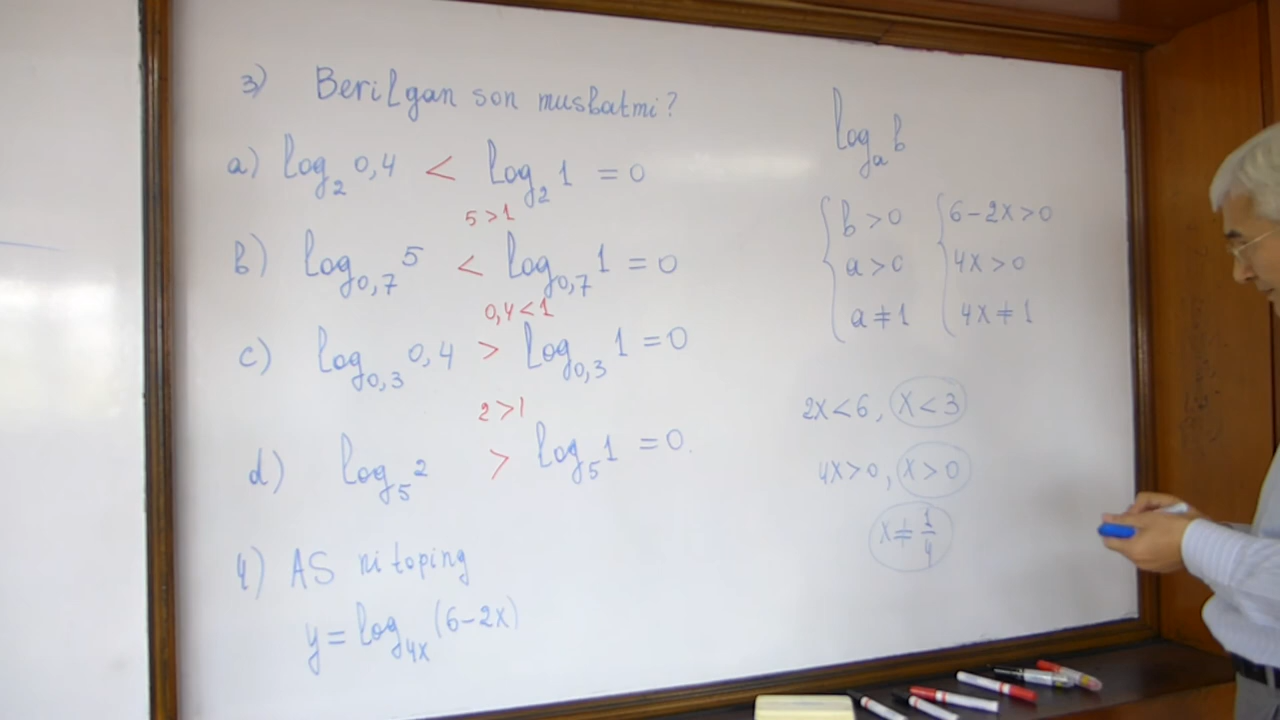 3) Berilgan son musbatmi?
a) log₂ 0,4 < log₂ 1 = 0
5 > 1
b) log₀,₇ 5 < log₀,₇ 1 = 0
0,4 < 1
c) log₀,₃ 0,4 > log₀,₃ 1 = 0
2 > 1
d) log₅ 2 > log₅ 1 = 0
4) AS ni toping
y = log₄ₓ (6-2x)
logₐ b
b > 0
a > 0
a ≠ 1
6-2x > 0
4x > 0
4x ≠ 1
2x < 6, x < 3
4x > 0, x > 0
x ≠ 1/4